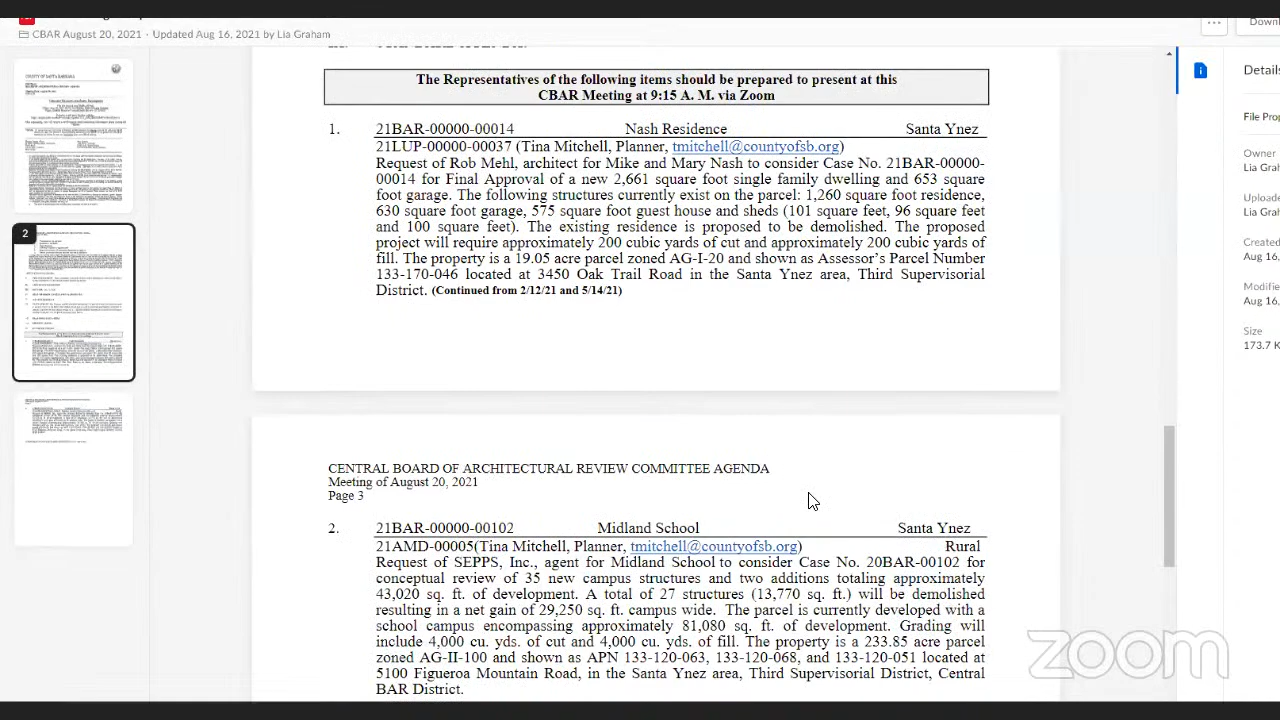 CBAR August 20, 2021 · Updated Aug 16, 2021 by Lia Graham
Downl
The Representatives of the following items should be prepared to present at this
CBAR Meeting at 9:15 A. M. via zoom
1. 21BAR-00000-00014 Nash Residence Santa Ynez
21LUP-00000-00037 (Tina Mitchell, Planner, tmitchell@countyofsb.org)
Request of Robyn Fish architect for Mike and Mary Nash to consider Case No. 21BAR-00000-
00014 for Final approval of a new 2,661 square foot single family dwelling and 692 square
foot garage. The following structures currently exist on the parcel: 1,260 square foot residence,
630 square foot garage, 575 square foot guest house and sheds (101 square feet, 96 square feet
and 100 square feet). The existing residence is proposed to be demolished. The proposed
project will require approximately 200 cubic yards of cut and approximately 200 cubic yards of
fill. The property is a 19.06 acre parcel zoned AG-I-20 and shown as Assessor's Parcel Number
133-170-046 located at 3430 Oak Trail Road in the Santa Ynez area, Third Supervisorial
District. (Continued from 2/12/21 and 5/14/21)
CENTRAL BOARD OF ARCHITECTURAL REVIEW COMMITTEE AGENDA
Meeting of August 20, 2021
Page 3
2. 21BAR-00000-00102 Midland School Santa Ynez
21AMD-00005(Tina Mitchell, Planner, tmitchell@countyofsb.org) Rural
Request of SEPPS, Inc., agent for Midland School to consider Case No. 20BAR-00102 for
conceptual review of 35 new campus structures and two additions totaling approximately
43,020 sq. ft. of development. A total of 27 structures (13,770 sq. ft.) will be demolished
resulting in a net gain of 29,250 sq. ft. campus wide. The parcel is currently developed with a
school campus encompassing approximately 81,080 sq. ft. of development. Grading will
include 4,000 cu. yds. of cut and 4,000 cu. yds. of fill. The property is a 233.85 acre parcel
zoned AG-II-100 and shown as APN 133-120-063, 133-120-068, and 133-120-051 located at
5100 Figueroa Mountain Road, in the Santa Ynez area, Third Supervisorial District, Central
BAR District.
2
Details
File Prop
Owner
Lia Grah
Uploade
Lia Grah
Created
Aug 16,
Modifie
Aug 16,
Size
173.7 K
zoom